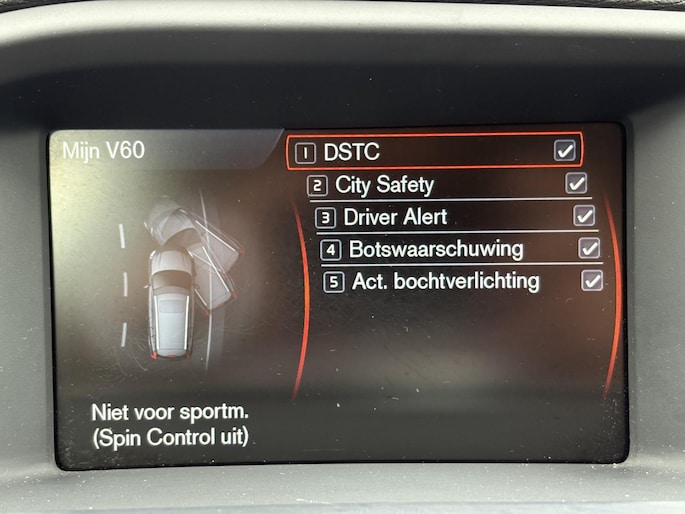 Mijn V60
1 DSTC
2 City Safety
3 Driver Alert
4 Botswaarschuwing
5 Act. bochtverlichting
Niet voor sportm.
(Spin Control uit)